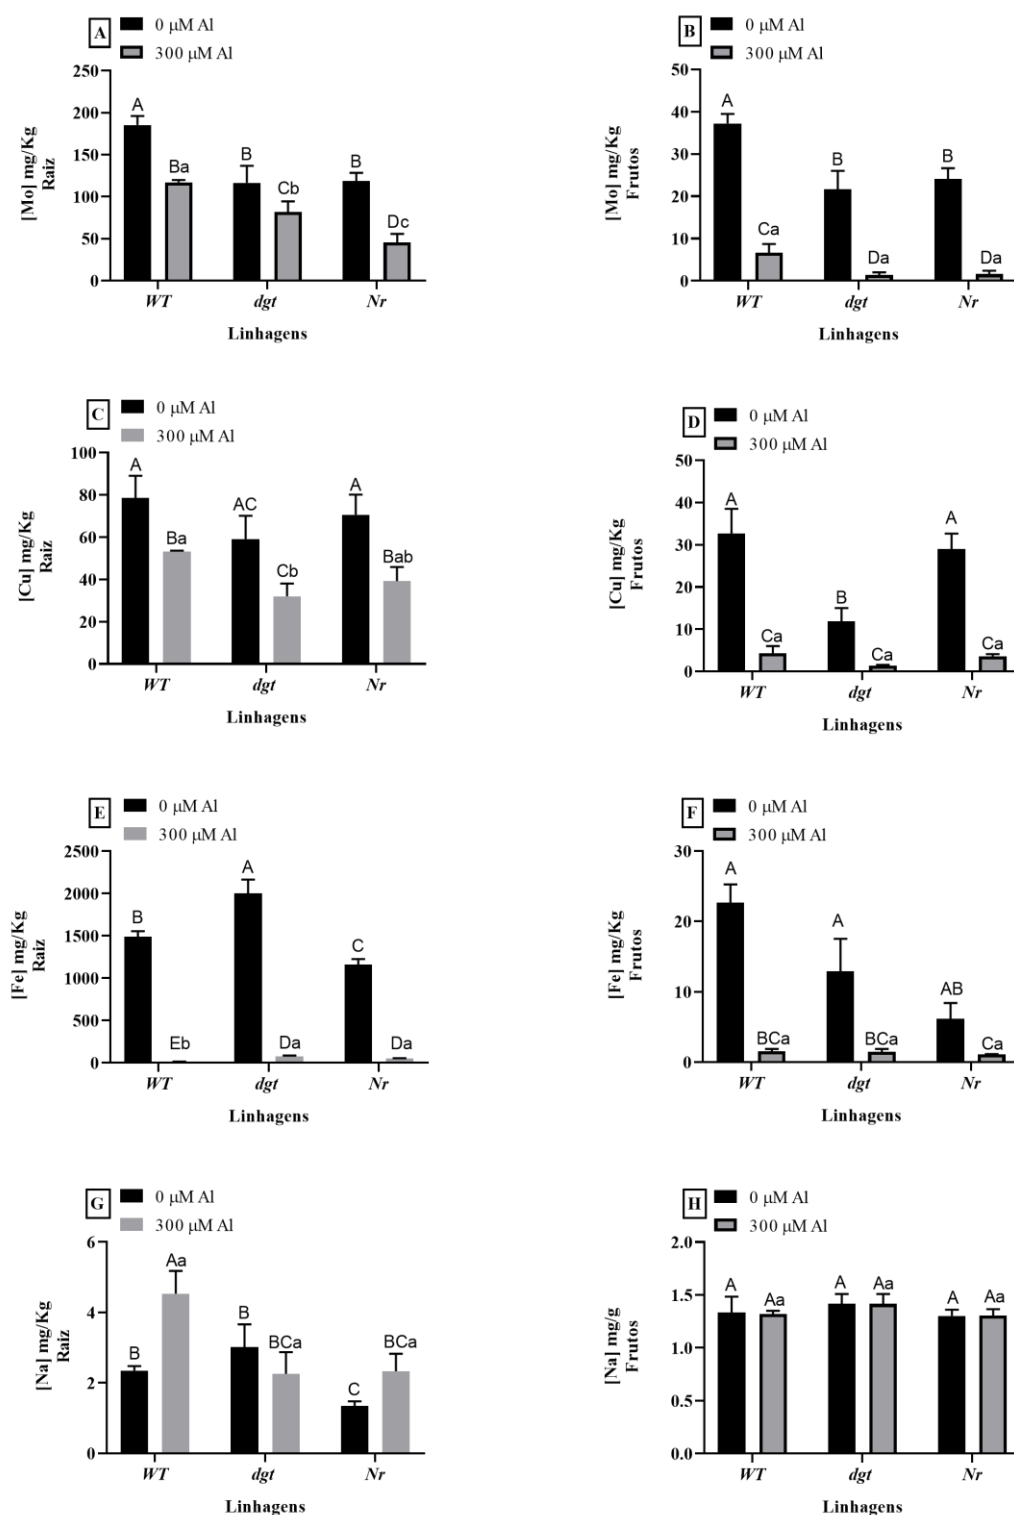 A
0 μM Al
300 μM Al
250
200
150
100
50
0
[Mo] mg/Kg
Raiz
A
Ba
B
Cb
B
Dc
WT
dgt
Nr
Linhagens
B
0 μM Al
300 μM Al
50
40
30
20
10
0
[Mo] mg/Kg
Frutos
A
Ca
B
Da
B
Da
WT
dgt
Nr
Linhagens
C
0 μM Al
300 μM Al
100
80
60
40
20
0
[Cu] mg/Kg
Raiz
A
Ba
AC
Cb
A
Bab
WT
dgt
Nr
Linhagens
D
0 μM Al
300 μM Al
50
40
30
20
10
0
[Cu] mg/Kg
Frutos
A
Ca
B
Ca
A
Ca
WT
dgt
Nr
Linhagens
E
0 μM Al
300 μM Al
2500
2000
1500
1000
500
0
[Fe] mg/Kg
Raiz
B
Eb
A
Da
C
Da
WT
dgt
Nr
Linhagens
F
0 μM Al
300 μM Al
30
20
10
0
[Fe] mg/Kg
Frutos
A
BCa
A
BCa
AB
Ca
WT
dgt
Nr
Linhagens
G
0 μM Al
300 μM Al
6
4
2
0
[Na] mg/Kg
Raiz
B
Aa
B
BCa
C
BCa
WT
dgt
Nr
Linhagens
H
0 μM Al
300 μM Al
2.0
1.5
1.0
0.5
0.0
[Na] mg/g
Frutos
A
Aa
A
Aa
A
Aa
WT
dgt
Nr
Linhagens